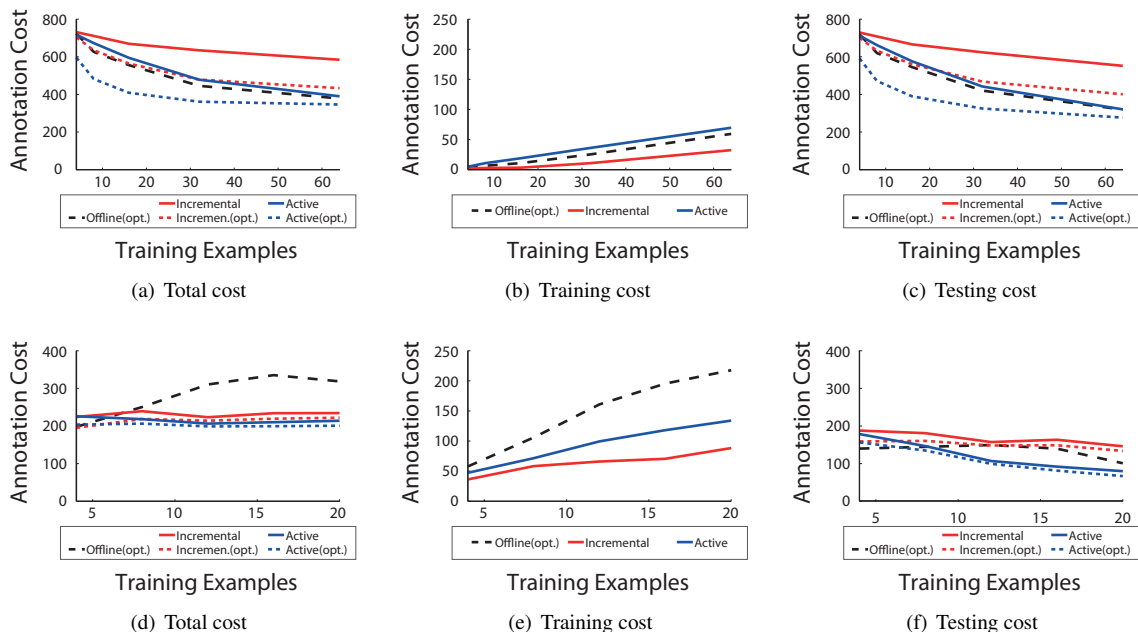 Annotation Cost
800
600
400
200
0
10 20 30 40 50 60
Incremental Active
Offline(opt.) Incremen.(opt.) Active(opt.)
Training Examples
(a) Total cost
Annotation Cost
250
200
150
100
50
0
10 20 30 40 50 60
Offline(opt.) Incremental Active
Training Examples
(b) Training cost
Annotation Cost
800
600
400
200
0
10 20 30 40 50 60
Incremental Active
Offline(opt.) Incremen.(opt.) Active(opt.)
Training Examples
(c) Testing cost
Annotation Cost
400
300
200
100
0
5 10 15 20
Incremental Active
Offline(opt.) Incremen.(opt.) Active(opt.)
Training Examples
(d) Total cost
Annotation Cost
250
200
150
100
50
0
5 10 15 20
Offline(opt.) Incremental Active
Training Examples
(e) Training cost
Annotation Cost
400
300
200
100
0
5 10 15 20
Incremental Active
Offline(opt.) Incremen.(opt.) Active(opt.)
Training Examples
(f) Testing cost